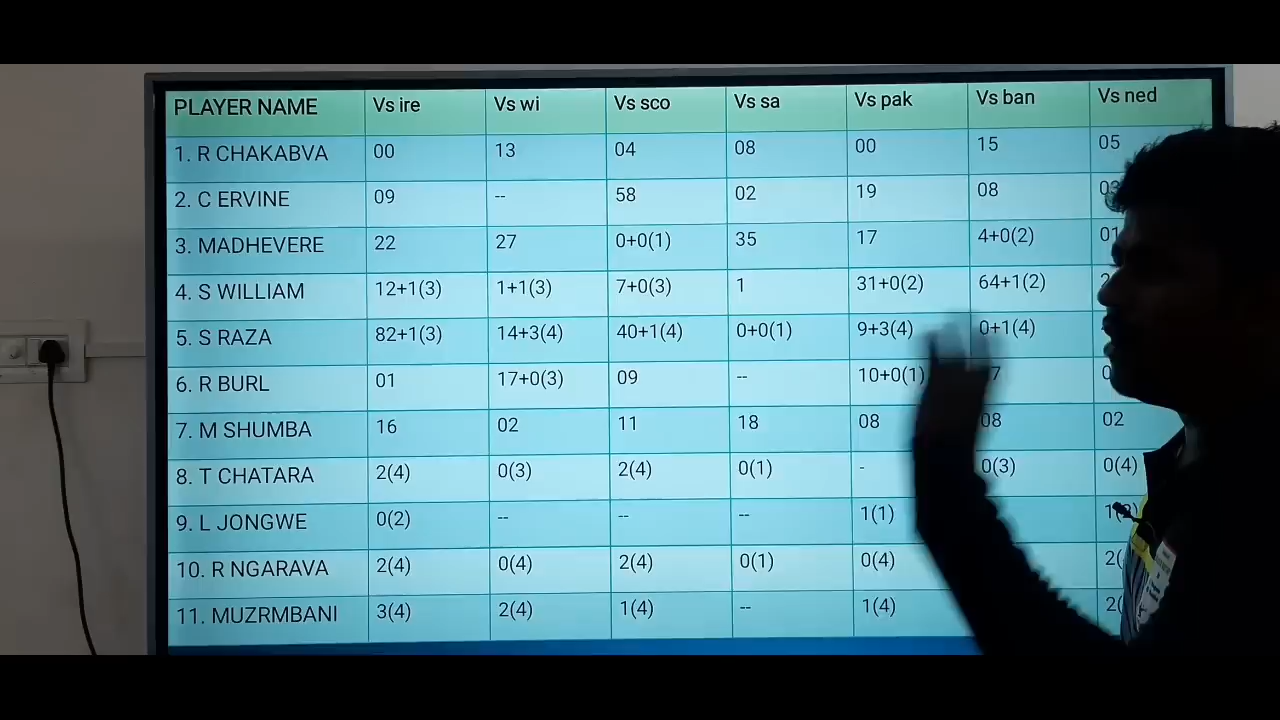 PLAYER NAME Vs ire Vs wi Vs sco Vs sa Vs pak Vs ban Vs ned
1. R CHAKABVA 00 13 04 08 00 15 05
2. C ERVINE 09 -- 58 02 19 08 03
3. MADHEVERE 22 27 0+0(1) 35 17 4+0(2) 01
4. S WILLIAM 12+1(3) 1+1(3) 7+0(3) 1 31+0(2) 64+1(2)
5. S RAZA 82+1(3) 14+3(4) 40+1(4) 0+0(1) 9+3(4) 0+1(4)
6. R BURL 01 17+0(3) 09 -- 10+0(1)
7. M SHUMBA 16 02 11 18 08 08 02
8. T CHATARA 2(4) 0(3) 2(4) 0(1) - 0(3) 0(4)
9. L JONGWE 0(2) -- -- -- 1(1)
10. R NGARAVA 2(4) 0(4) 2(4) 0(1) 0(4)
11. MUZRMBANI 3(4) 2(4) 1(4) -- 1(4)